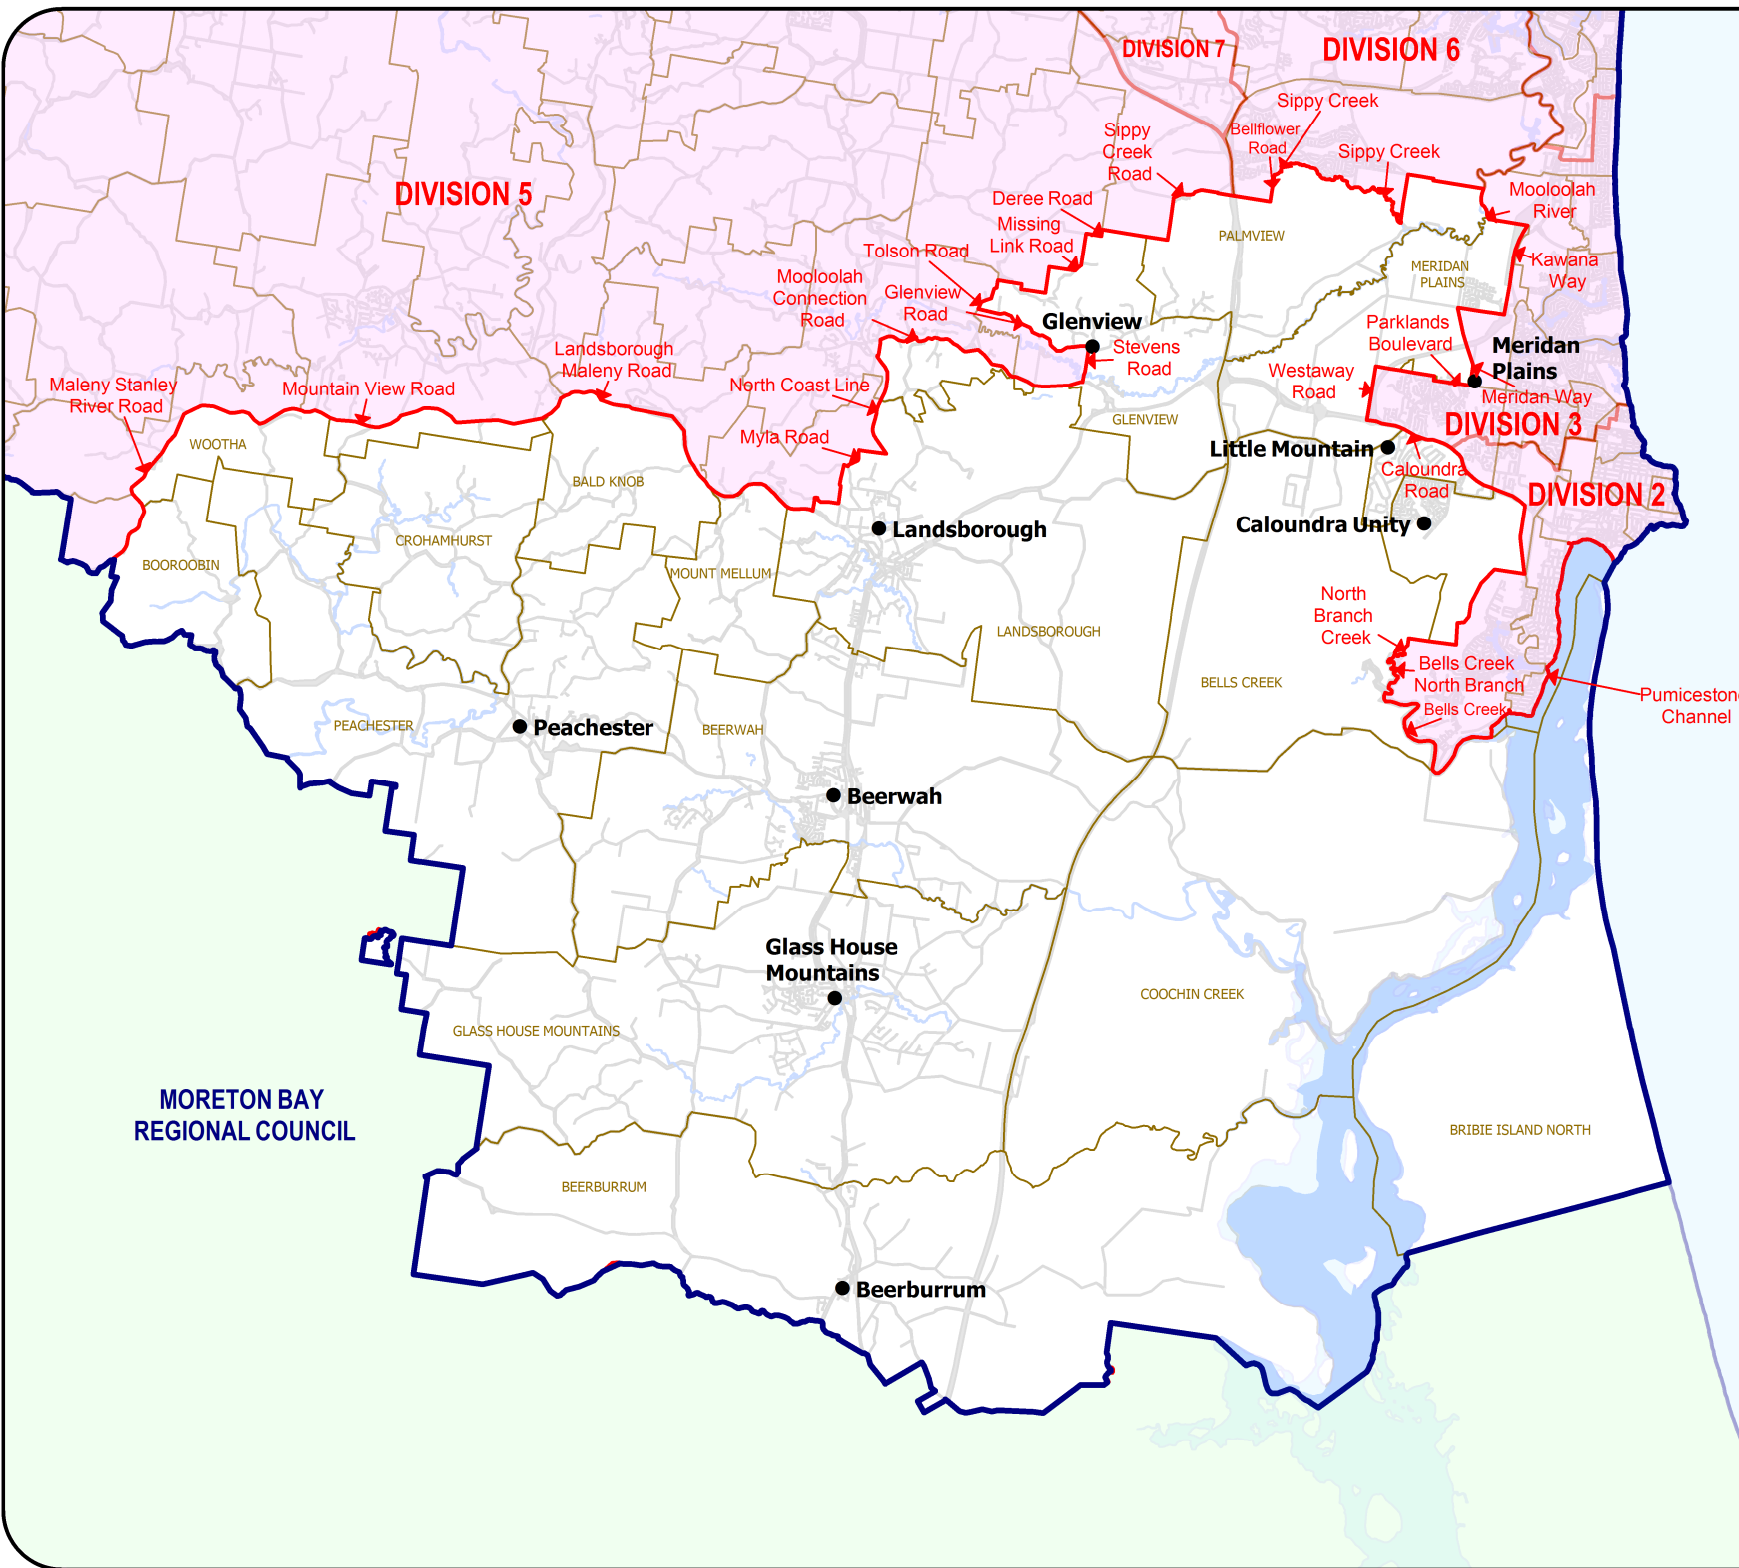 DIVISION 7
DIVISION 6
Sippy Creek
Sippy
Creek
Road
Bellflower
Road
Sippy Creek
DIVISION 5
Deree Road
Missing
Link Road
Mooloolah
River
Tolson Road
PALMVIEW
Kawana
Way
MERIDAN
PLAINS
Mooloolah
Connection
Road
Glenview
Road
Glenview
Parklands
Boulevard
Meridan
Plains
Stevens
Road
Landsborough
Maleny Road
Westaway
Road
Meridan Way
Maleny Stanley
River Road
Mountain View Road
North Coast Line
GLENVIEW
DIVISION 3
Myla Road
WOOTHA
Little Mountain
Caloundra
Road
BALD KNOB
DIVISION 2
Landsborough
Caloundra Unity
CROHAMHURST
BOOROOBIN
MOUNT MELLUM
North
Branch
Creek
LANDSBOROUGH
Bells Creek
North Branch
BELLS CREEK
Bells Creek
Pumicestone
Channel
PEACHESTER
Peachester
BEERWAH
Beerwah
Glass House
Mountains
COOCHIN CREEK
GLASS HOUSE MOUNTAINS
MORETON BAY
REGIONAL COUNCIL
BRIBIE ISLAND NORTH
BEERBURRUM
Beerburrum